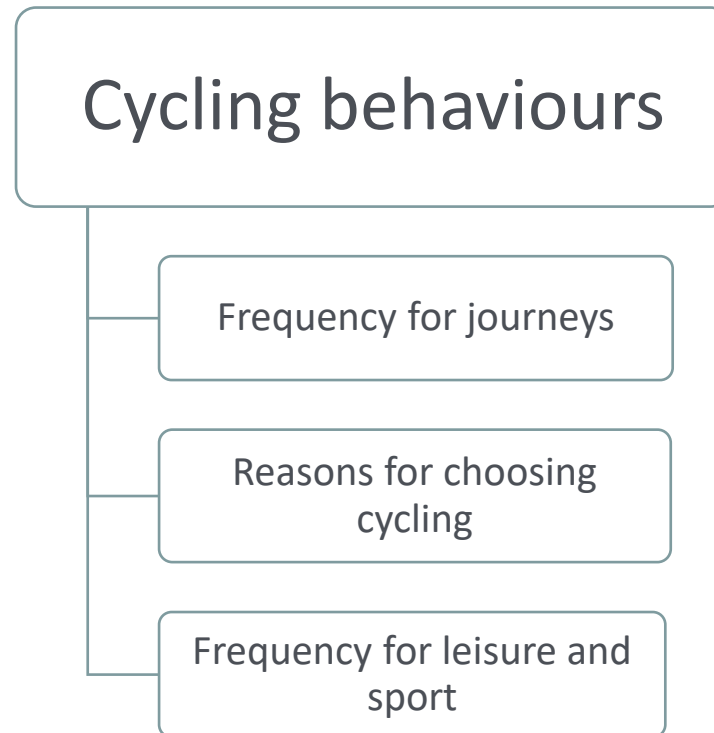 Cycling behaviours
Frequency for journeys
Reasons for choosing
cycling
Frequency for leisure and
sport